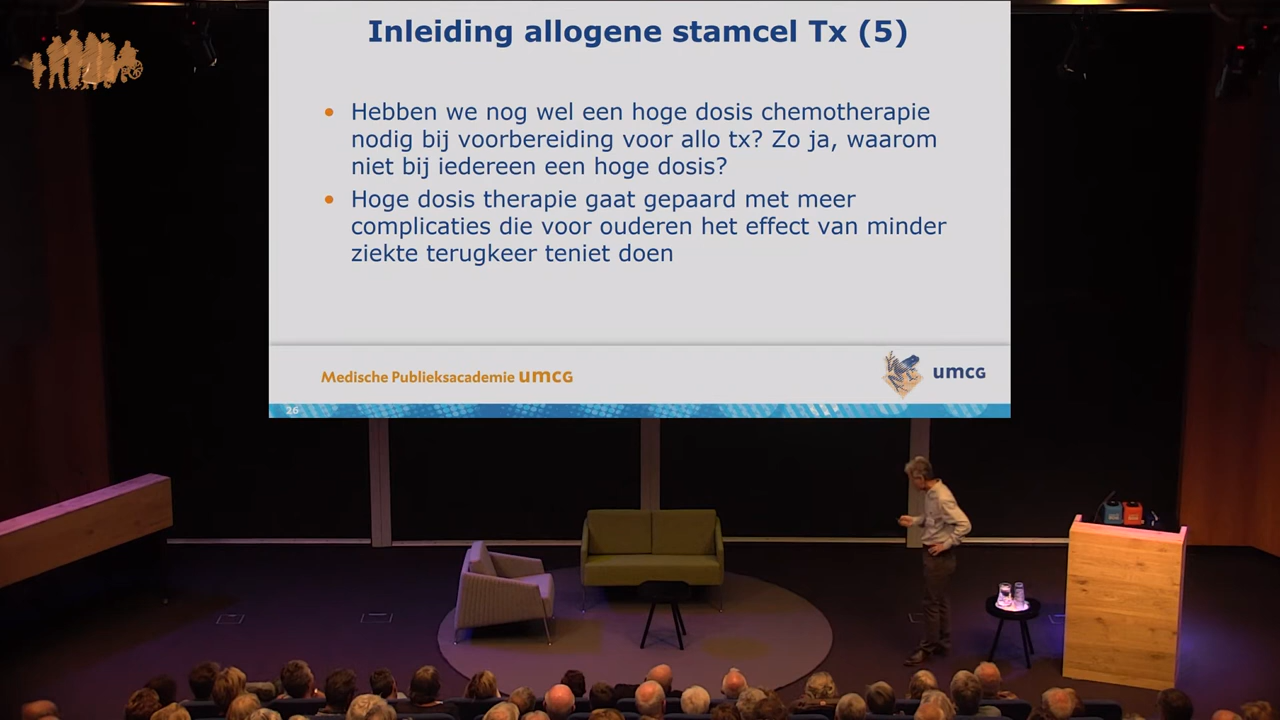 Inleiding allogene stamcel Tx (5)
• Hebben we nog wel een hoge dosis chemotherapie
nodig bij voorbereiding voor allo tx? Zo ja, waarom
niet bij iedereen een hoge dosis?
• Hoge dosis therapie gaat gepaard met meer
complicaties die voor ouderen het effect van minder
ziekte terugkeer teniet doen
Medische Publieksacademie umcg
umcg
26